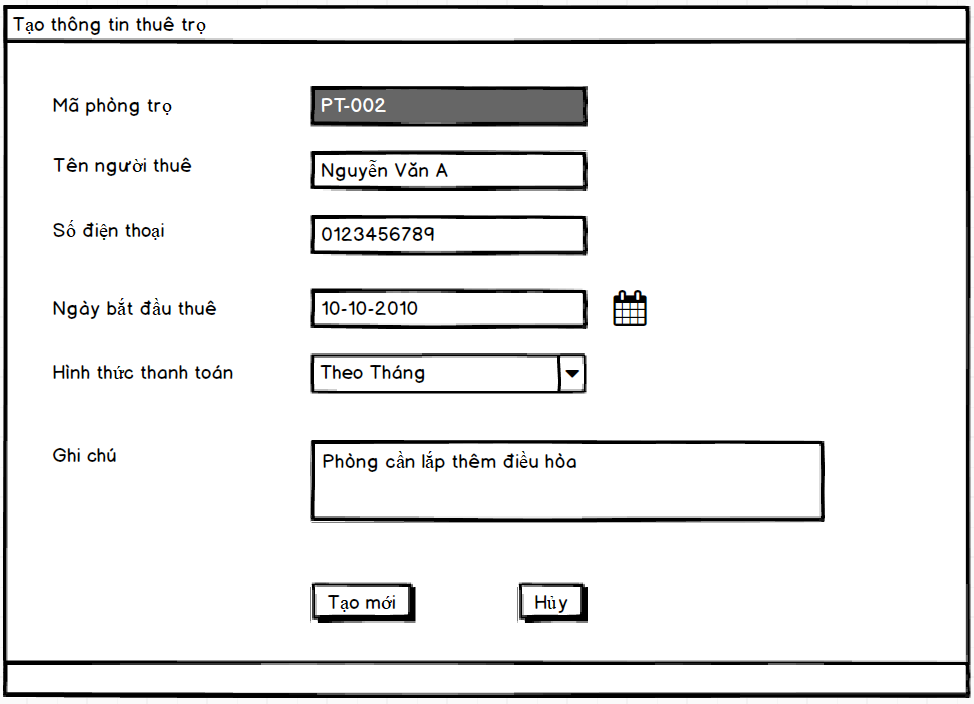 Tạo thông tin thuê trọ
Mã phòng trọ PT-002
Tên người thuê Nguyễn Văn A
Số điện thoại 0123456789
Ngày bắt đầu thuê 10-10-2010
Hình thức thanh toán Theo Tháng
Ghi chú Phòng cần lắp thêm điều hòa
Tạo mới Hủy